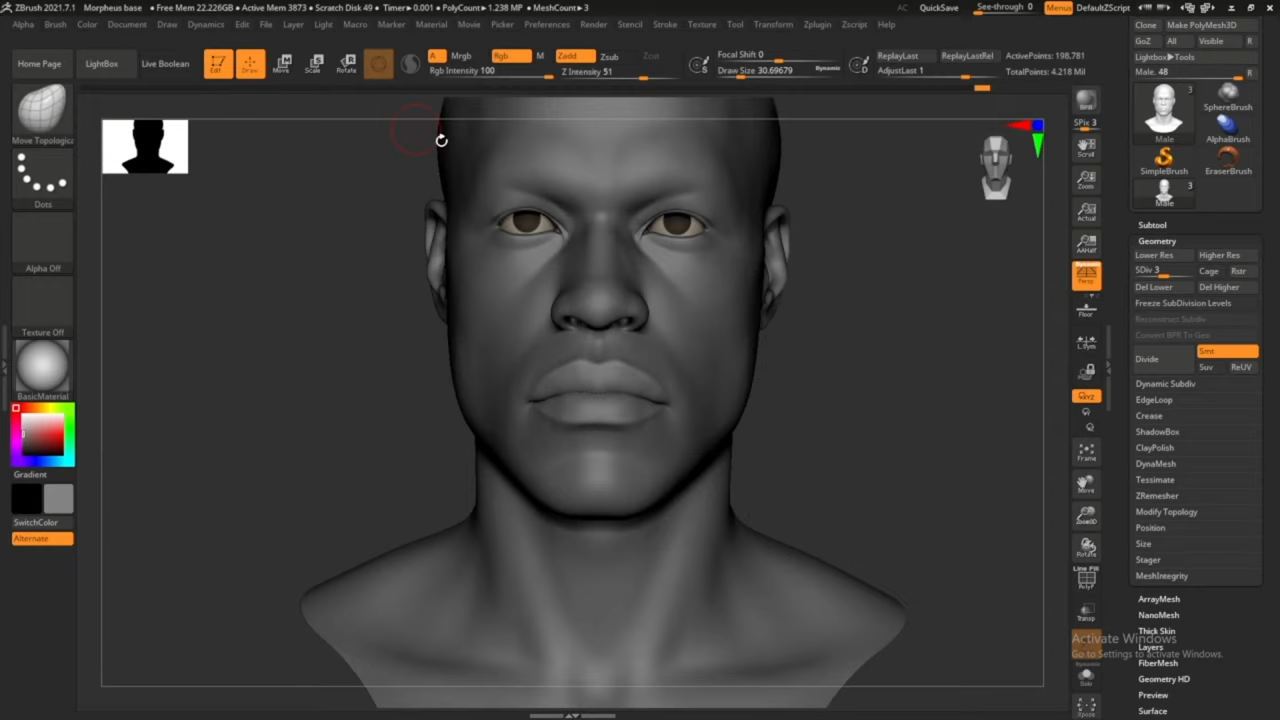 ZBrush 2021.7.1 Morpheus base ● Free Mem 22.226GB ● Active Mem 3873 ● Scratch Disk 49 ● Timer▶0.001 ● PolyCount▶1.238 MP ● MeshCount▶3 AC QuickSave See-through 0 Menus DefaultZScript
Alpha Brush Color Document Draw Dynamics Edit File Layer Light Macro Marker Material Movie Picker Preferences Render Stencil Stroke Texture Tool Transform Zplugin Zscript Help
Home Page LightBox Live Boolean Edit Draw Move Scale Rotate A Mrgb Rgb M Zadd Zsub Zcut
Rgb Intensity 100 Z Intensity 51
Focal Shift 0
Draw Size 30.69679 Dynamic
S D
ReplayLast ReplayLastRel
AdjustLast 1
ActivePoints: 198.781
TotalPoints: 4.218 Mil
Move Topologica
Dots
Alpha Off
Texture Off
BasicMaterial
Gradient
SwitchColor
Alternate
BPR
SPix 3
Scroll
Zoom
Actual
AAHalf
Dynamic
Persp
Floor
L.Sym
Frame
Move
Zoom3D
Rotate
Line Fill
PolyF
Transp
Dynamic
Solo
Xpose
Clone Make PolyMesh3D
GoZ All Visible R
Lightbox▶Tools
Male. 48 R
3
Male
SphereBrush
AlphaBrush
SimpleBrush EraserBrush
3
Male
Subtool
Geometry
Lower Res Higher Res
SDiv 3 Cage Rstr
Del Lower Del Higher
Freeze SubDivision Levels
Reconstruct Subdiv
Convert BPR To Geo
Divide Smt
Suv ReUV
Dynamic Subdiv
EdgeLoop
Crease
ShadowBox
ClayPolish
DynaMesh
Tessimate
ZRemesher
Modify Topology
Position
Size
Stager
MeshIntegrity
ArrayMesh
NanoMesh
Thick Skin
Layers
FiberMesh
Geometry HD
Preview
Surface
Activate Windows
Go to Settings to activate Windows.